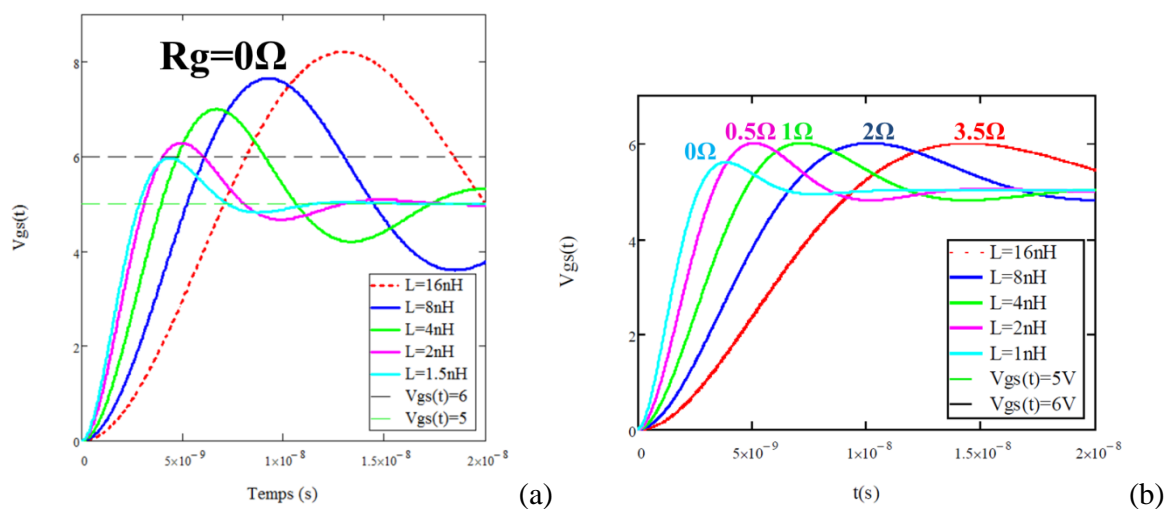 Rg=0Ω
Vgs(t)
8
6
4
2
0
0
5×10⁻⁹
1×10⁻⁸
1.5×10⁻⁸
2×10⁻⁸
Temps (s)
L=16nH
L=8nH
L=4nH
L=2nH
L=1.5nH
Vgs(t)=6
Vgs(t)=5
(a)
0Ω
0.5Ω
1Ω
2Ω
3.5Ω
Vgs(t)
6
4
2
0
0
5×10⁻⁹
1×10⁻⁸
1.5×10⁻⁸
2×10⁻⁸
t(s)
L=16nH
L=8nH
L=4nH
L=2nH
L=1nH
Vgs(t)=5V
Vgs(t)=6V
(b)